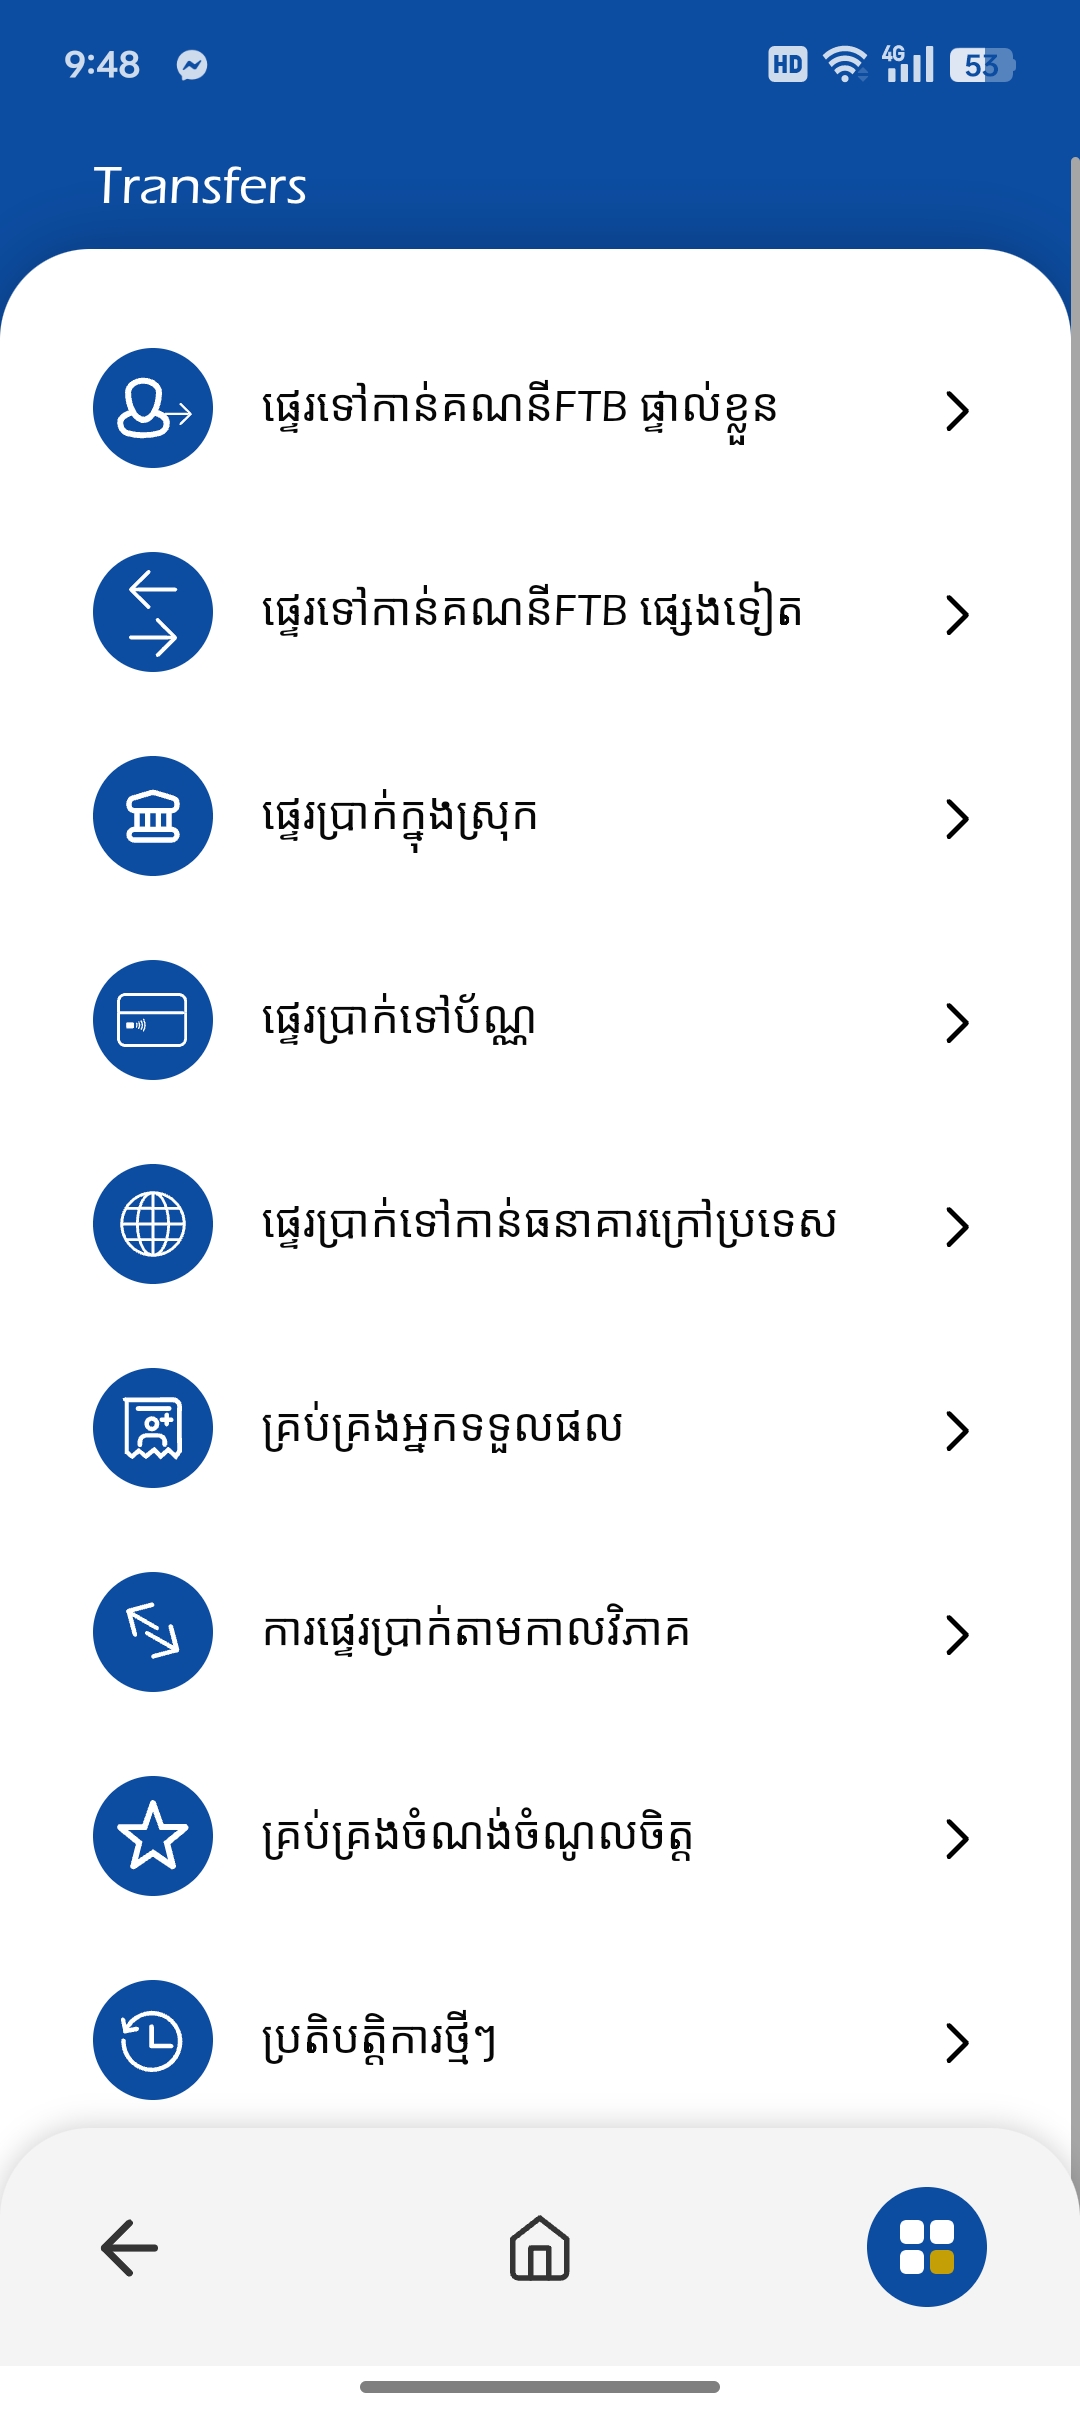 9:48
HD
4G
53
Transfers
ផ្ទេរទៅកាន់គណនីFTB ផ្ទាល់ខ្លួន
ផ្ទេរទៅកាន់គណនីFTB ផ្សេងទៀត
ផ្ទេរប្រាក់ក្នុងស្រុក
ផ្ទេរប្រាក់ទៅប័ណ្ណ
ផ្ទេរប្រាក់ទៅកាន់ធនាគារក្រៅប្រទេស
គ្រប់គ្រងអ្នកទទួលផល
ការផ្ទេរប្រាក់តាមកាលវិភាគ
គ្រប់គ្រងចំណង់ចំណូលចិត្ត
ប្រតិបត្តិការថ្មីៗ